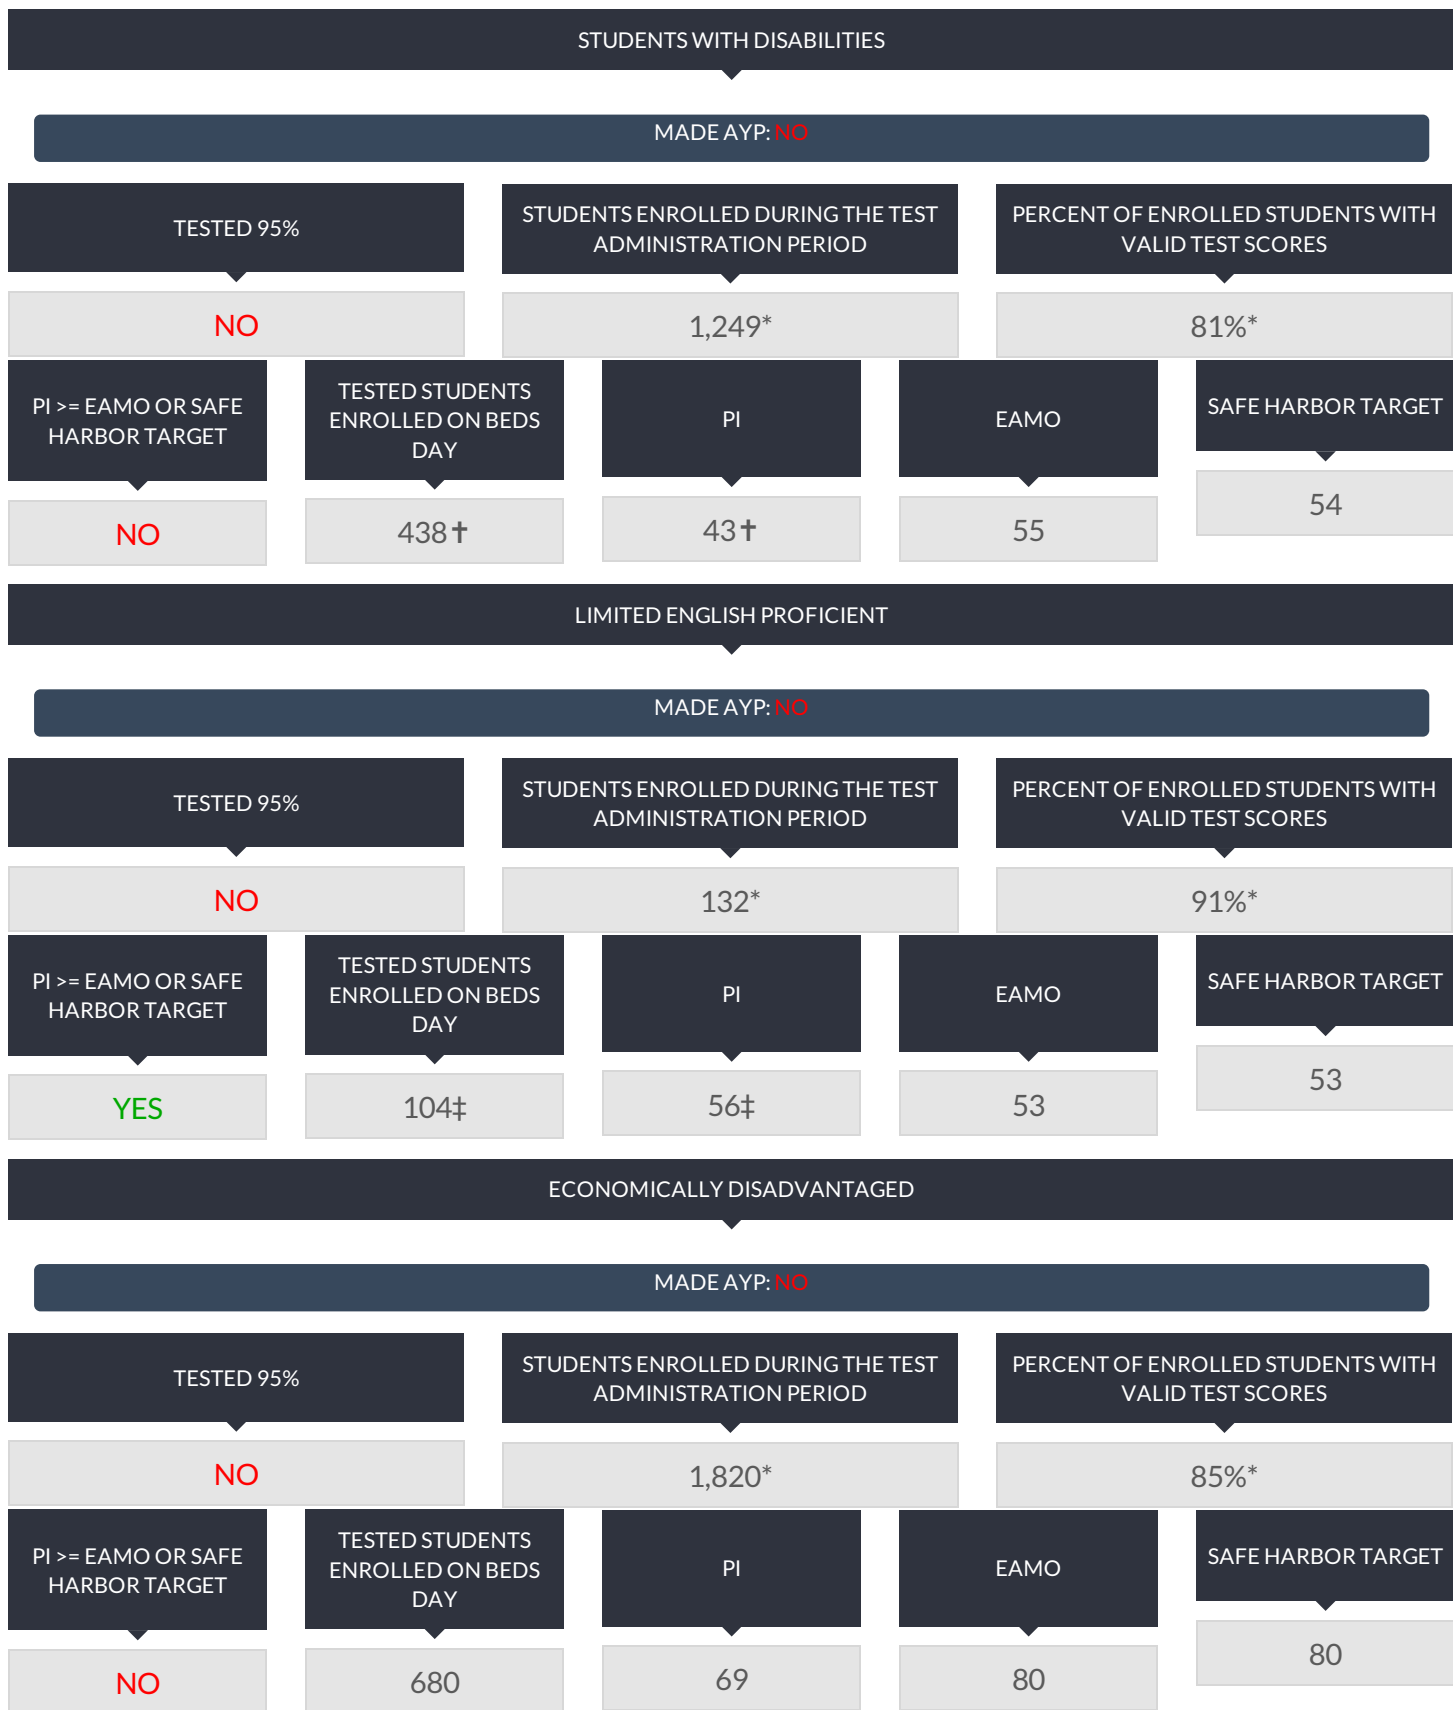 STUDENTS WITH DISABILITIES
MADE AYP: NO
TESTED 95%
STUDENTS ENROLLED DURING THE TEST
ADMINISTRATION PERIOD
PERCENT OF ENROLLED STUDENTS WITH
VALID TEST SCORES
NO
1,249*
81%*
PI >= EAMO OR SAFE
HARBOR TARGET
TESTED STUDENTS
ENROLLED ON BEDS
DAY
PI
EAMO
SAFE HARBOR TARGET
NO
438✝
43✝
55
54
LIMITED ENGLISH PROFICIENT
MADE AYP: NO
TESTED 95%
STUDENTS ENROLLED DURING THE TEST
ADMINISTRATION PERIOD
PERCENT OF ENROLLED STUDENTS WITH
VALID TEST SCORES
NO
132*
91%*
PI >= EAMO OR SAFE
HARBOR TARGET
TESTED STUDENTS
ENROLLED ON BEDS
DAY
PI
EAMO
SAFE HARBOR TARGET
YES
104‡
56‡
53
53
ECONOMICALLY DISADVANTAGED
MADE AYP: NO
TESTED 95%
STUDENTS ENROLLED DURING THE TEST
ADMINISTRATION PERIOD
PERCENT OF ENROLLED STUDENTS WITH
VALID TEST SCORES
NO
1,820*
85%*
PI >= EAMO OR SAFE
HARBOR TARGET
TESTED STUDENTS
ENROLLED ON BEDS
DAY
PI
EAMO
SAFE HARBOR TARGET
NO
680
69
80
80